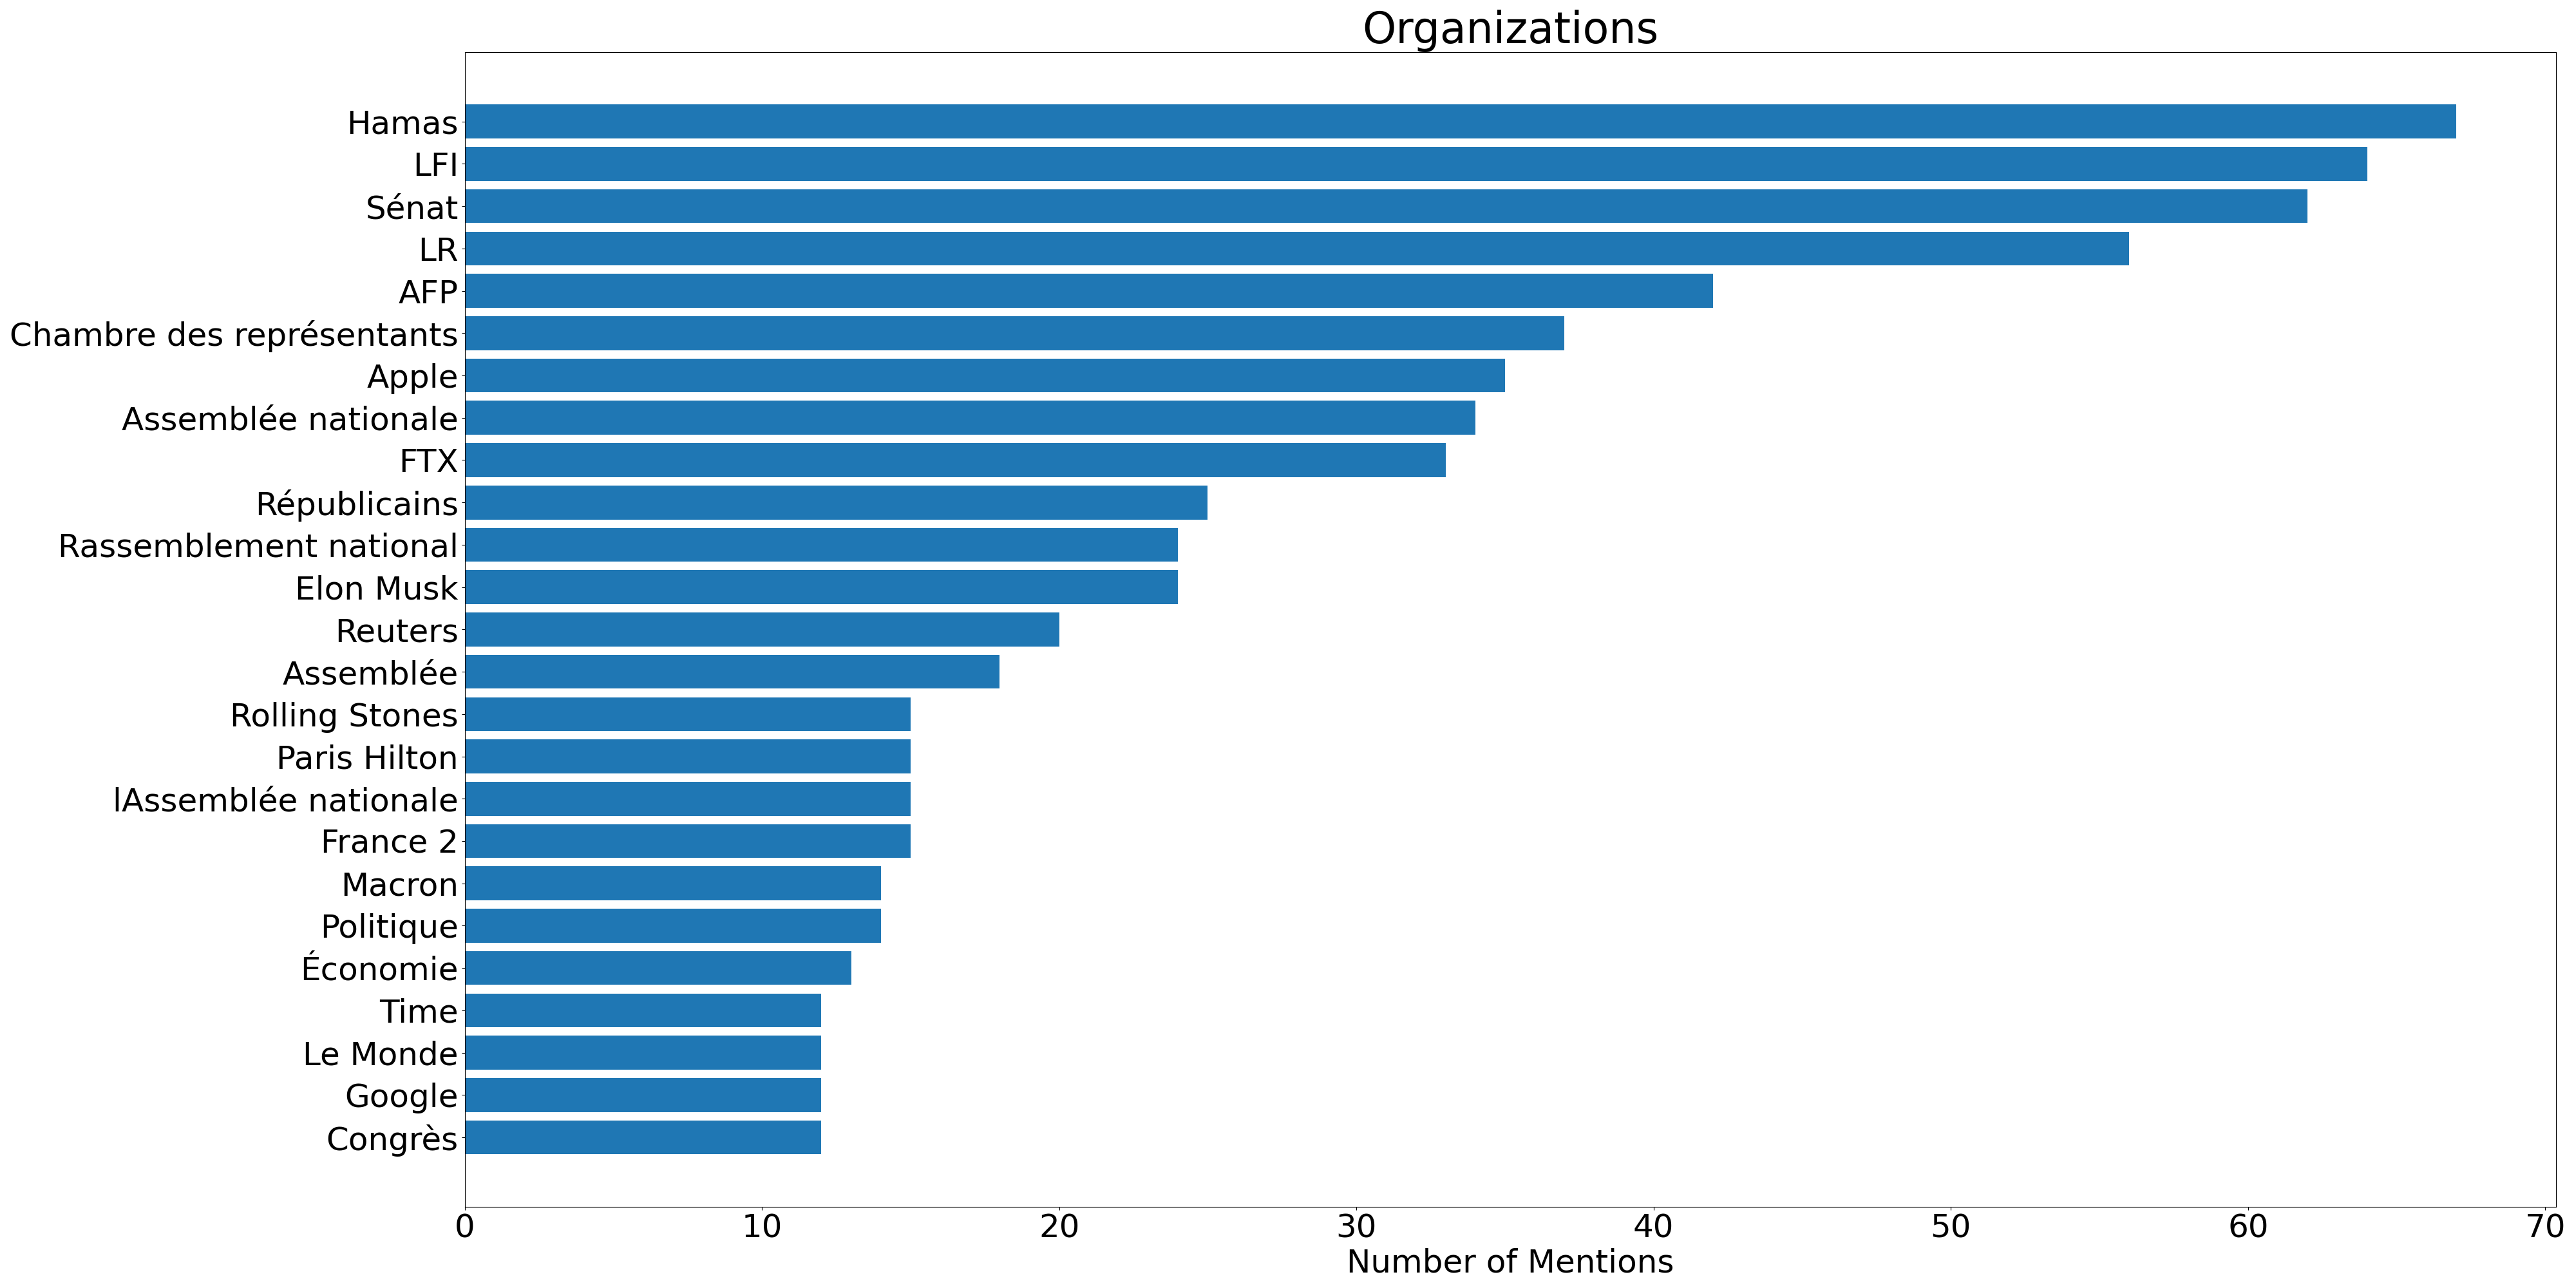 Organizations
Hamas
LFI
Sénat
LR
AFP
Chambre des représentants
Apple
Assemblée nationale
FTX
Républicains
Rassemblement national
Elon Musk
Reuters
Assemblée
Rolling Stones
Paris Hilton
lAssemblée nationale
France 2
Macron
Politique
Économie
Time
Le Monde
Google
Congrès
0 10 20 30 40 50 60 70
Number of Mentions